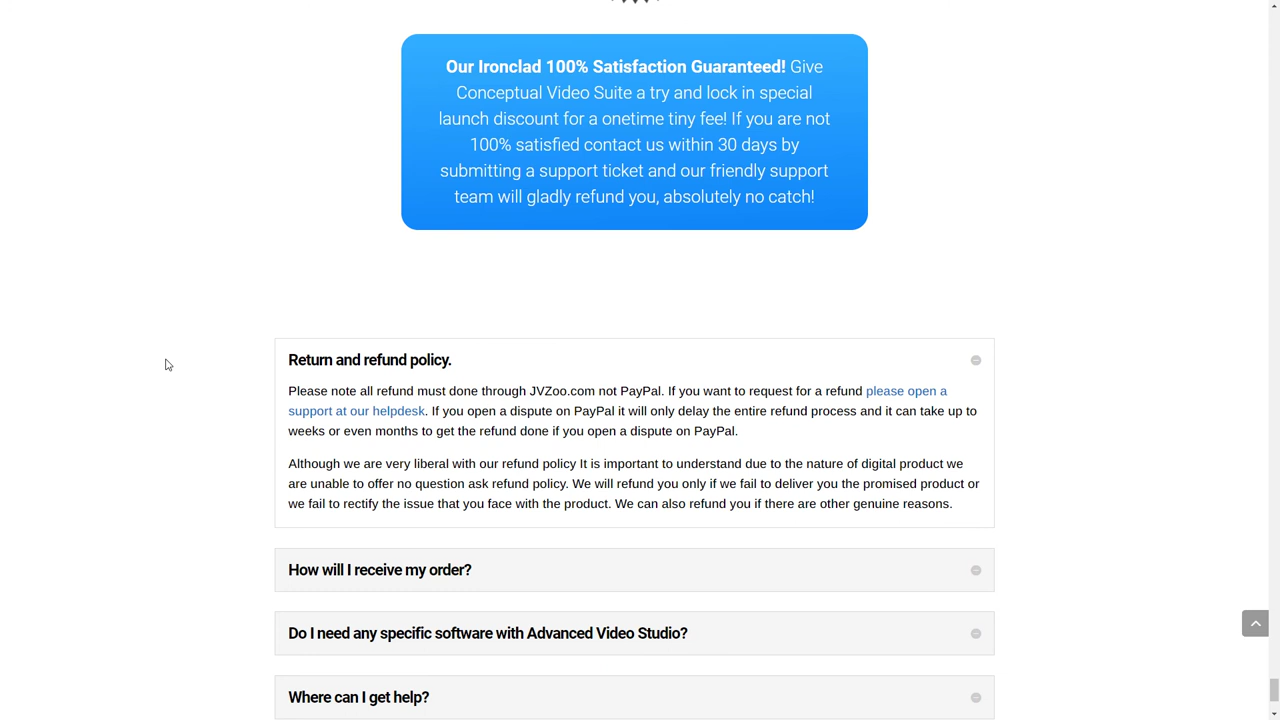 Our Ironclad 100% Satisfaction Guaranteed! Give
Conceptual Video Suite a try and lock in special
launch discount for a onetime tiny fee! If you are not
100% satisfied contact us within 30 days by
submitting a support ticket and our friendly support
team will gladly refund you, absolutely no catch!
Return and refund policy.
Please note all refund must done through JVZoo.com not PayPal. If you want to request for a refund please open a
support at our helpdesk. If you open a dispute on PayPal it will only delay the entire refund process and it can take up to
weeks or even months to get the refund done if you open a dispute on PayPal.
Although we are very liberal with our refund policy It is important to understand due to the nature of digital product we
are unable to offer no question ask refund policy. We will refund you only if we fail to deliver you the promised product or
we fail to rectify the issue that you face with the product. We can also refund you if there are other genuine reasons.
How will I receive my order?
Do I need any specific software with Advanced Video Studio?
Where can I get help?